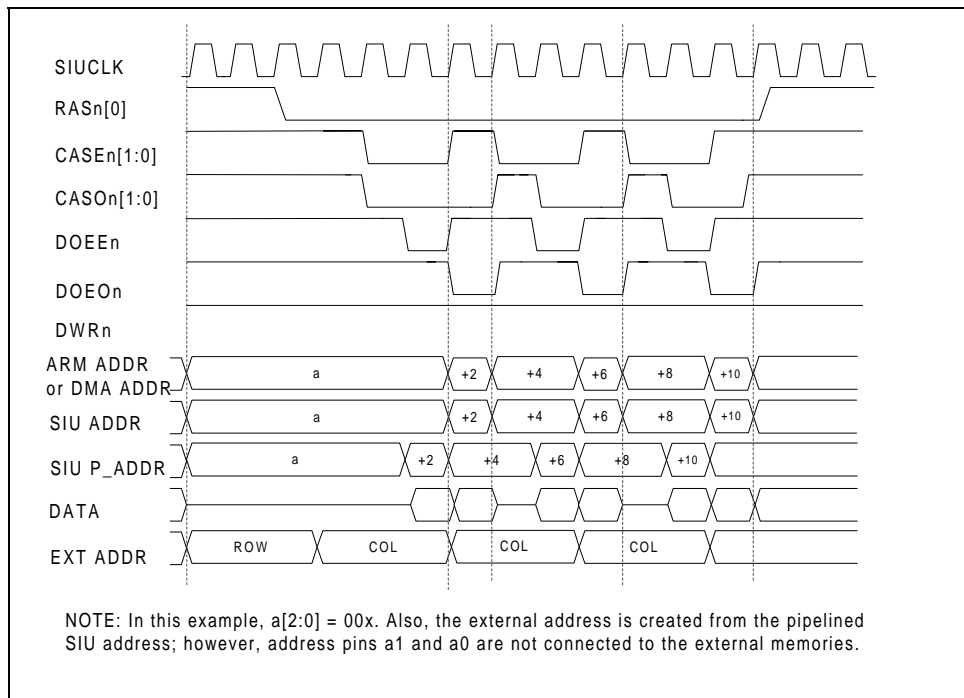 SIUCLK
RASn[0]
CASEn[1:0]
CASOn[1:0]
DOEEn
DOEOn
DWRn
ARM ADDR
or DMA ADDR
a +2 +4 +6 +8 +10
SIU ADDR
a +2 +4 +6 +8 +10
SIU P_ADDR
a +2 +4 +6 +8 +10
DATA
EXT ADDR
ROW COL COL COL
NOTE: In this example, a[2:0] = 00x. Also, the external address is created from the pipelined
SIU address; however, address pins a1 and a0 are not connected to the external memories.